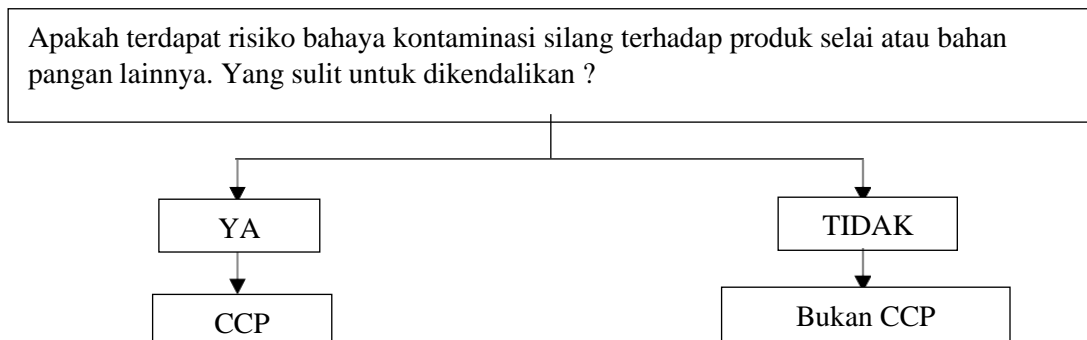 Apakah terdapat risiko bahaya kontaminasi silang terhadap produk selai atau bahan
pangan lainnya. Yang sulit untuk dikendalikan ?
YA
TIDAK
CCP
Bukan CCP